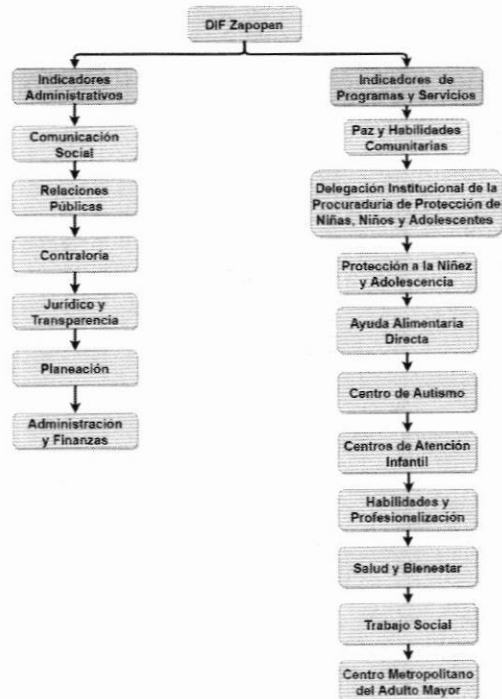 DIF Zapopan
Indicadores
Administrativos
Comunicación
Social
Relaciones
Públicas
Contraloría
Jurídico y
Transparencia
Planeación
Administración
y Finanzas
Indicadores de
Programas y Servicios
Paz y Habilidades
Comunitarias
Delegación Institucional de la
Procuraduría de Protección de
Niñas, Niños y Adolescentes
Protección a la Niñez
y Adolescencia
Ayuda Alimentaria
Directa
Centro de Autismo
Centros de Atención
Infantil
Habilidades y
Profesionalización
Salud y Bienestar
Trabajo Social
Centro Metropolitano
del Adulto Mayor